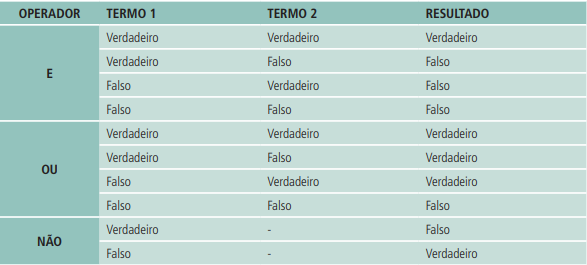 OPERADOR TERMO 1 TERMO 2 RESULTADO
E
Verdadeiro Verdadeiro Verdadeiro
Verdadeiro Falso Falso
Falso Verdadeiro Falso
Falso Falso Falso
OU
Verdadeiro Verdadeiro Verdadeiro
Verdadeiro Falso Verdadeiro
Falso Verdadeiro Verdadeiro
Falso Falso Falso
NÃO
Verdadeiro - Falso
Falso - Verdadeiro